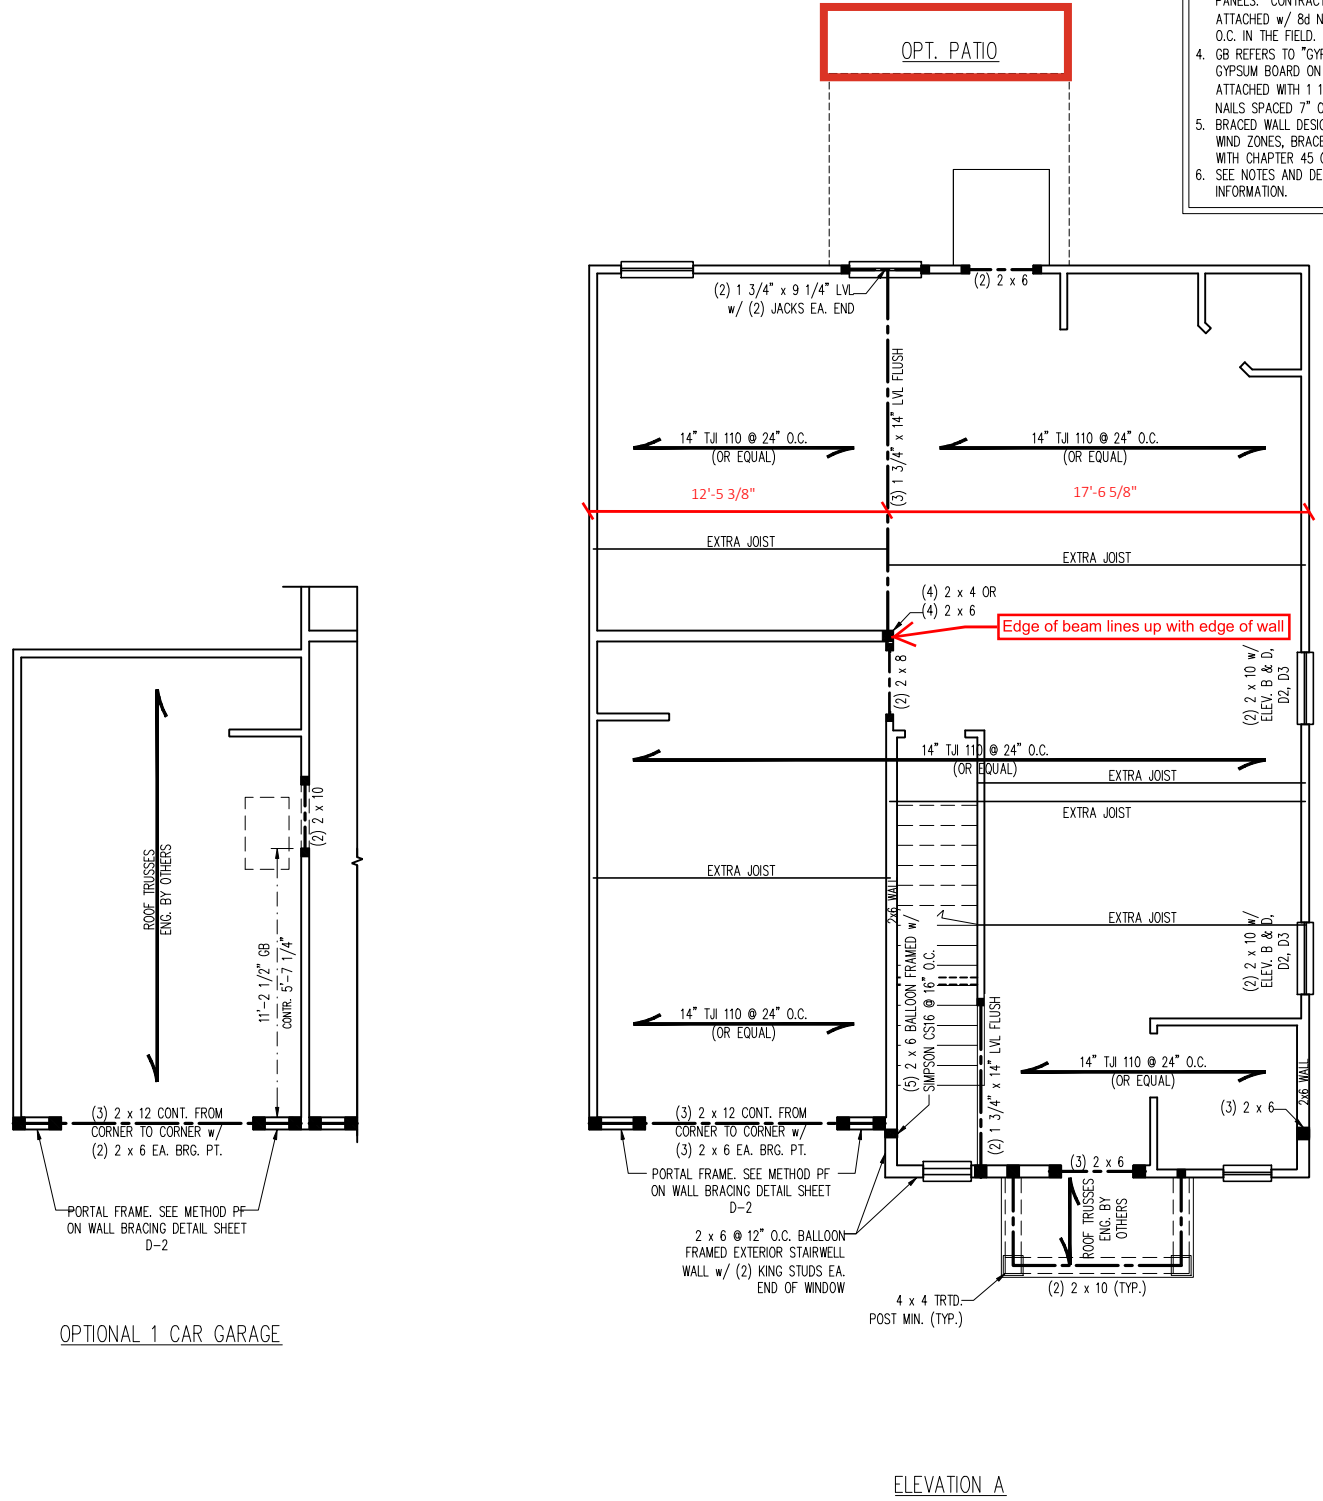 PANELS. CONTRACT
ATTACHED w/ 8d N
O.C. IN THE FIELD.
4. GB REFERS TO "GYP
GYPSUM BOARD ON
ATTACHED WITH 1 1
NAILS SPACED 7" O
5. BRACED WALL DESIG
WIND ZONES, BRACE
WITH CHAPTER 45 O
6. SEE NOTES AND DE
INFORMATION.
OPT. PATIO
(2) 1 3/4" x 9 1/4" LVL
w/ (2) JACKS EA. END
(2) 2 x 6
(3) 1 3/4" x 14" LVL FLUSH
14" TJI 110 @ 24" O.C.
(OR EQUAL)
14" TJI 110 @ 24" O.C.
(OR EQUAL)
12'-5 3/8"
17'-6 5/8"
EXTRA JOIST
EXTRA JOIST
(4) 2 x 4 OR
(4) 2 x 6
Edge of beam lines up with edge of wall
(2) 2 x 8
(2) 2 x 10 w/
ELEV. B & D,
D2, D3
14" TJI 110 @ 24" O.C.
(OR EQUAL)
EXTRA JOIST
EXTRA JOIST
EXTRA JOIST
2x6 WALL
EXTRA JOIST
(2) 2 x 10 w/
ELEV. B & D,
D2, D3
(5) 2 x 6 BALLOON FRAMED w/
SIMPSON CS16 @ 16" O.C.
(2) 1 3/4" x 14" LVL FLUSH
14" TJI 110 @ 24" O.C.
(OR EQUAL)
14" TJI 110 @ 24" O.C.
(OR EQUAL)
2x6 WALL
(3) 2 x 6
(3) 2 x 12 CONT. FROM
CORNER TO CORNER w/
(3) 2 x 6 EA. BRG. PT.
PORTAL FRAME. SEE METHOD PF
ON WALL BRACING DETAIL SHEET
D-2
(3) 2 x 6
ROOF TRUSSES
ENG. BY
OTHERS
2 x 6 @ 12" O.C. BALLOON
FRAMED EXTERIOR STAIRWELL
WALL w/ (2) KING STUDS EA.
END OF WINDOW
(2) 2 x 10 (TYP.)
4 x 4 TRTD.
POST MIN. (TYP.)
ELEVATION A
ROOF TRUSSES
ENG. BY OTHERS
(2) 2 x 10
11'-2 1/2" GB
CONTR. 5'-7 1/4"
(3) 2 x 12 CONT. FROM
CORNER TO CORNER w/
(2) 2 x 6 EA. BRG. PT.
PORTAL FRAME. SEE METHOD PF
ON WALL BRACING DETAIL SHEET
D-2
OPTIONAL 1 CAR GARAGE